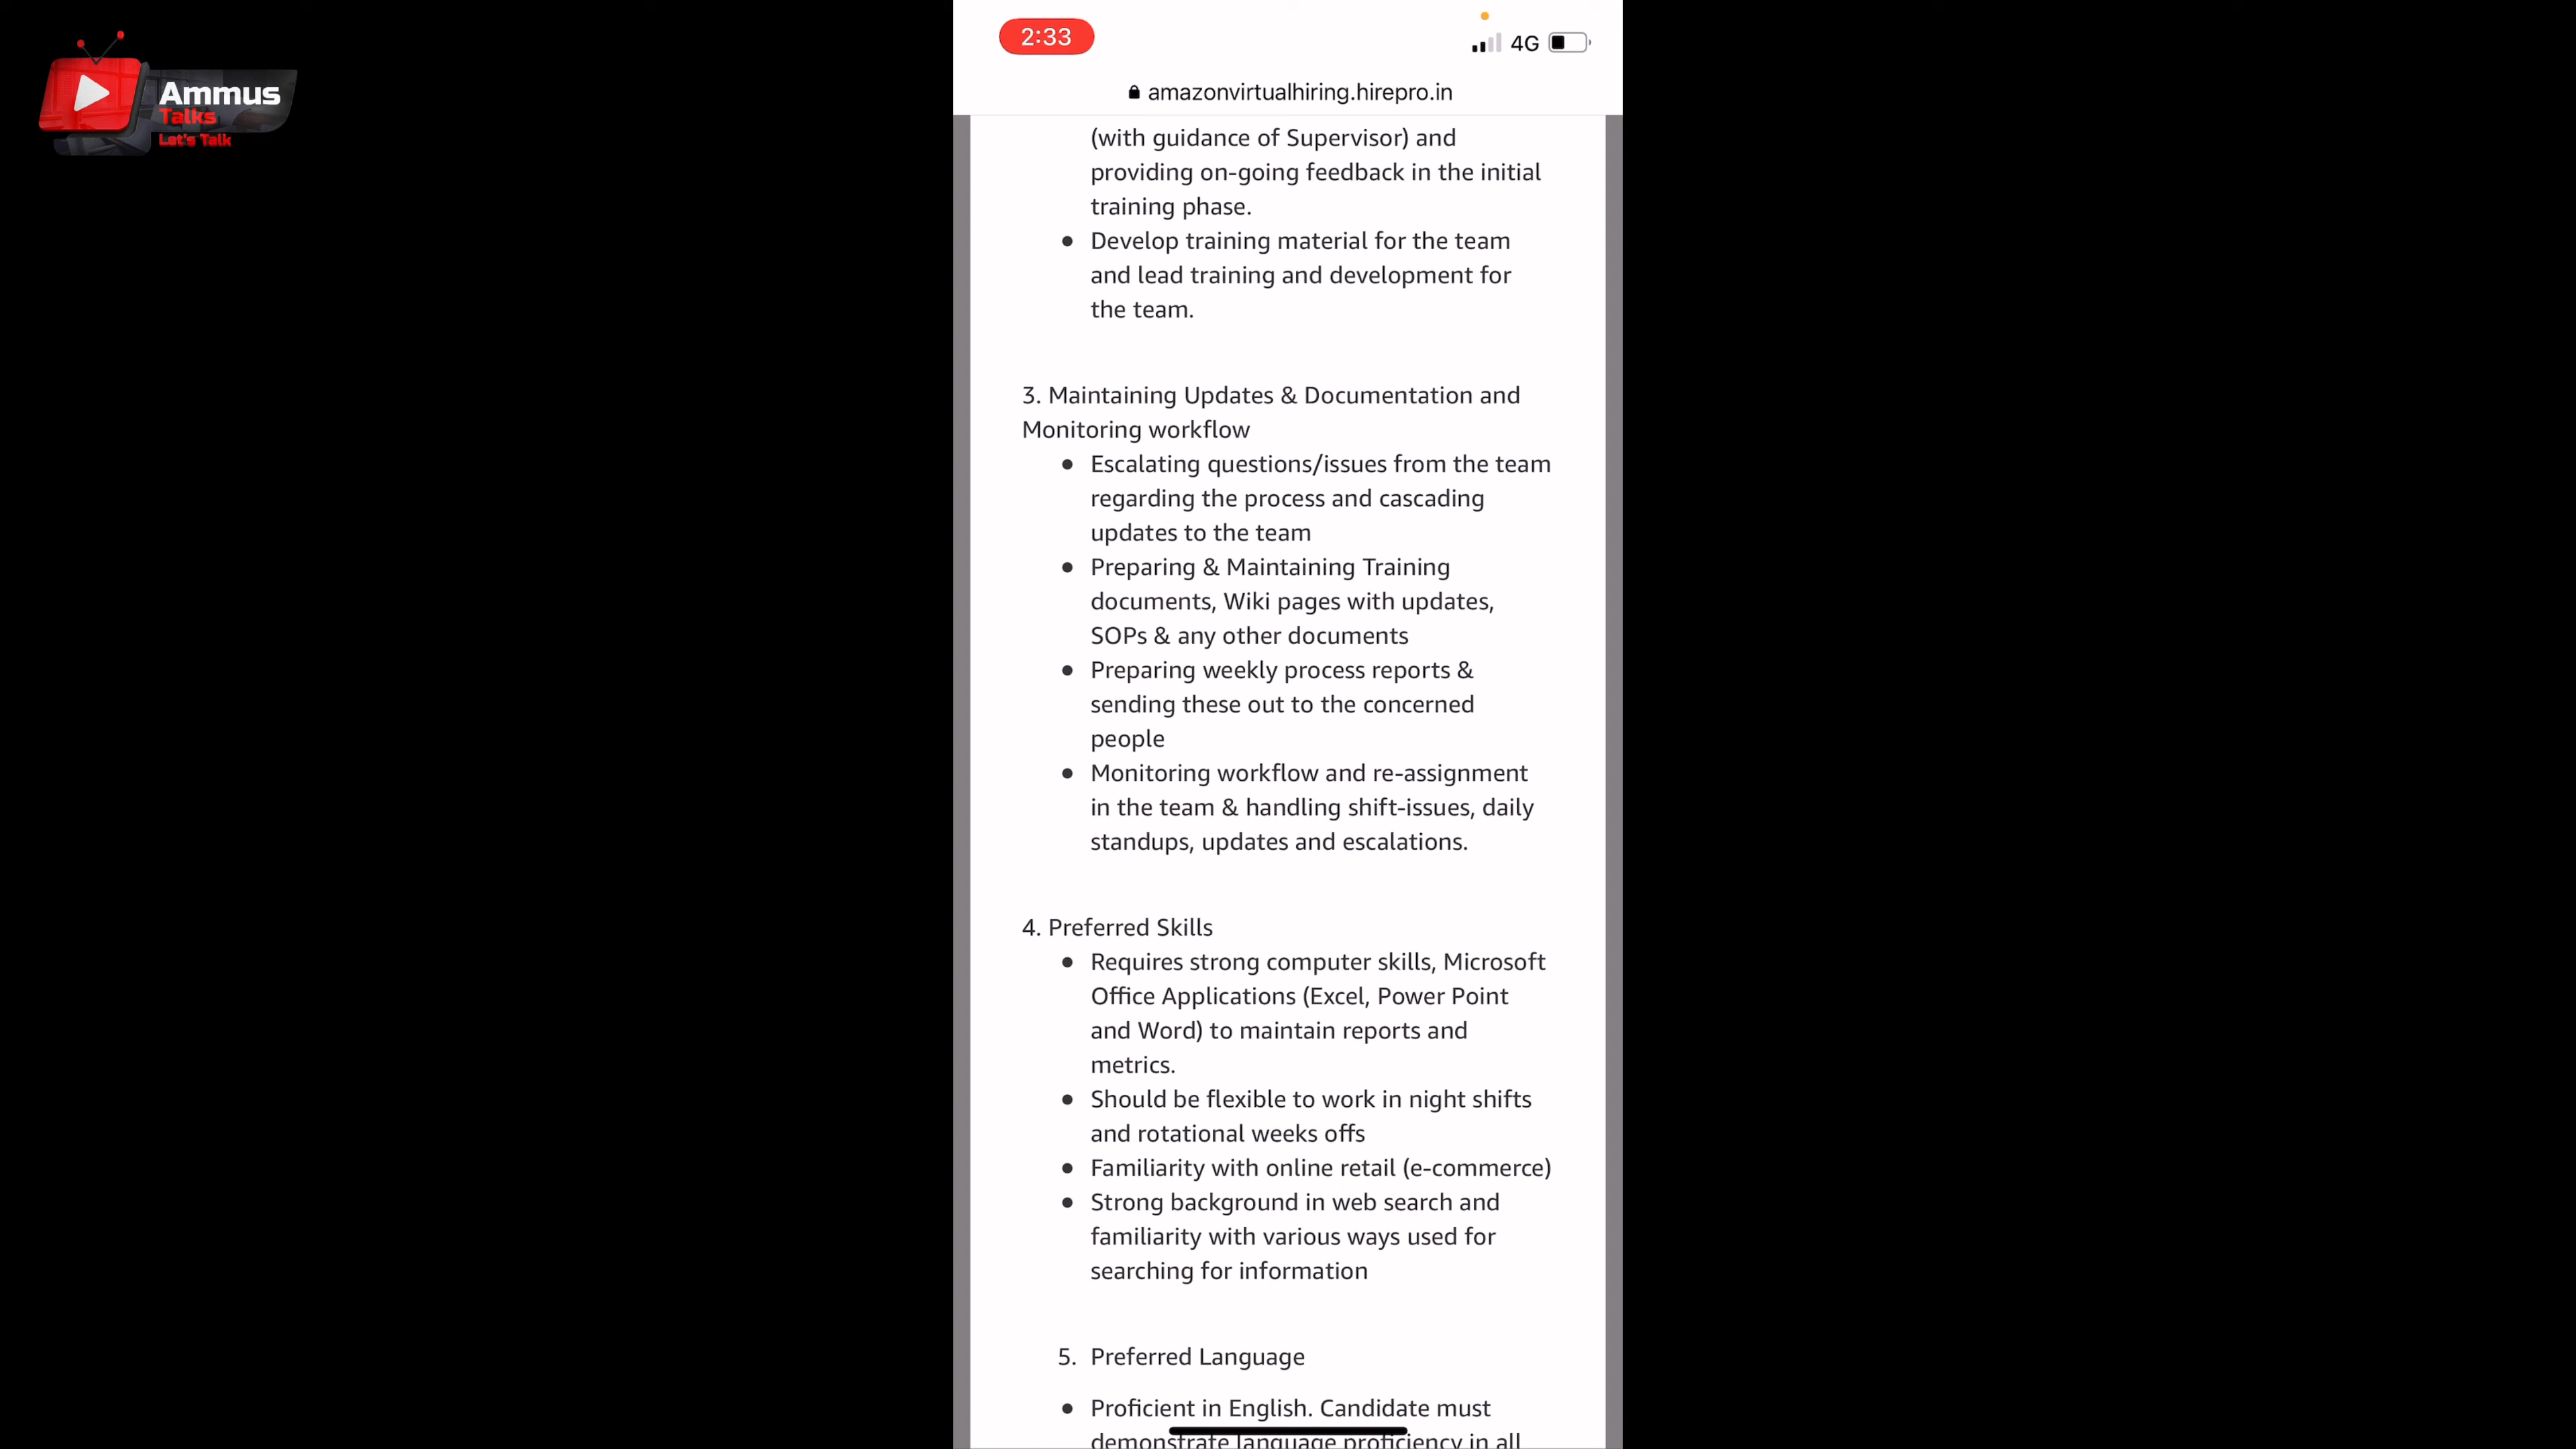 Ammus
Talks
Let's Talk
2:33
4G
amazonvirtualhiring.hirepro.in
(with guidance of Supervisor) and
providing on-going feedback in the initial
training phase.
● Develop training material for the team
and lead training and development for
the team.
3. Maintaining Updates & Documentation and
Monitoring workflow
● Escalating questions/issues from the team
regarding the process and cascading
updates to the team
● Preparing & Maintaining Training
documents, Wiki pages with updates,
SOPs & any other documents
● Preparing weekly process reports &
sending these out to the concerned
people
● Monitoring workflow and re-assignment
in the team & handling shift-issues, daily
standups, updates and escalations.
4. Preferred Skills
● Requires strong computer skills, Microsoft
Office Applications (Excel, Power Point
and Word) to maintain reports and
metrics.
● Should be flexible to work in night shifts
and rotational weeks offs
● Familiarity with online retail (e-commerce)
● Strong background in web search and
familiarity with various ways used for
searching for information
5. Preferred Language
● Proficient in English. Candidate must
demonstrate language proficiency in all